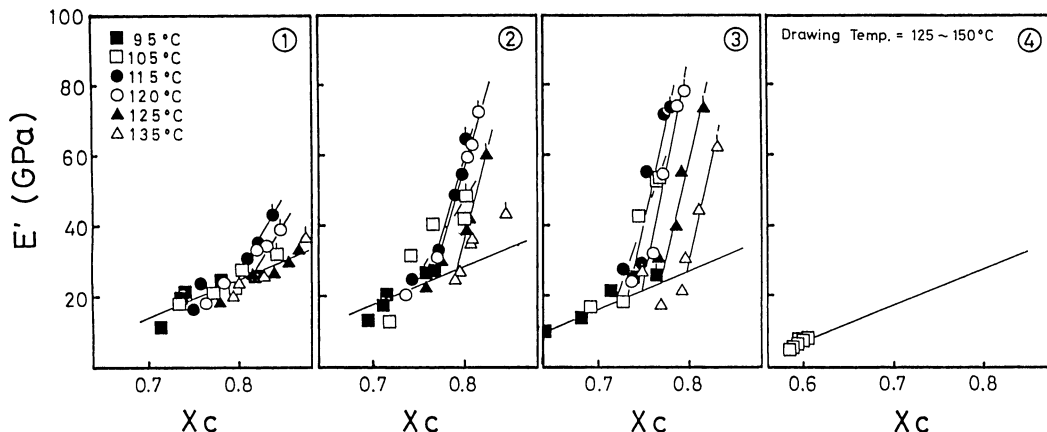 ① ② ③ Drawing Temp. = 125 ~ 150°C ④
■ 95°C
□ 105°C
● 115°C
○ 120°C
▲ 125°C
△ 135°C
100
80
60
40
20
E' (GPa)
0.7 0.8 0.7 0.8 0.7 0.8 0.6 0.7 0.8
Xc Xc Xc Xc